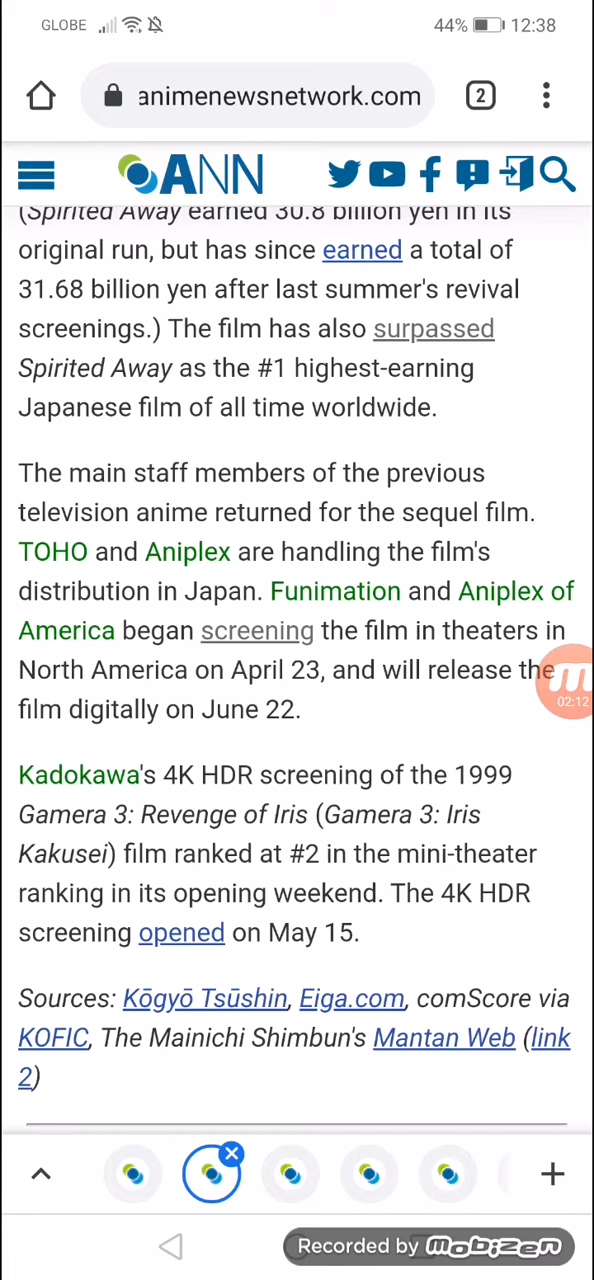 GLOBE
44% 12:38
animenewsnetwork.com
2
ANN
(Spirited Away earned 30.8 billion yen in its
original run, but has since earned a total of
31.68 billion yen after last summer's revival
screenings.) The film has also surpassed
Spirited Away as the #1 highest-earning
Japanese film of all time worldwide.
The main staff members of the previous
television anime returned for the sequel film.
TOHO and Aniplex are handling the film's
distribution in Japan. Funimation and Aniplex of
America began screening the film in theaters in
North America on April 23, and will release the
film digitally on June 22.
m
02:12
Kadokawa's 4K HDR screening of the 1999
Gamera 3: Revenge of Iris (Gamera 3: Iris
Kakusei) film ranked at #2 in the mini-theater
ranking in its opening weekend. The 4K HDR
screening opened on May 15.
Sources: Kōgyō Tsūshin, Eiga.com, comScore via
KOFIC, The Mainichi Shimbun's Mantan Web (link
2)
Recorded by mobizen